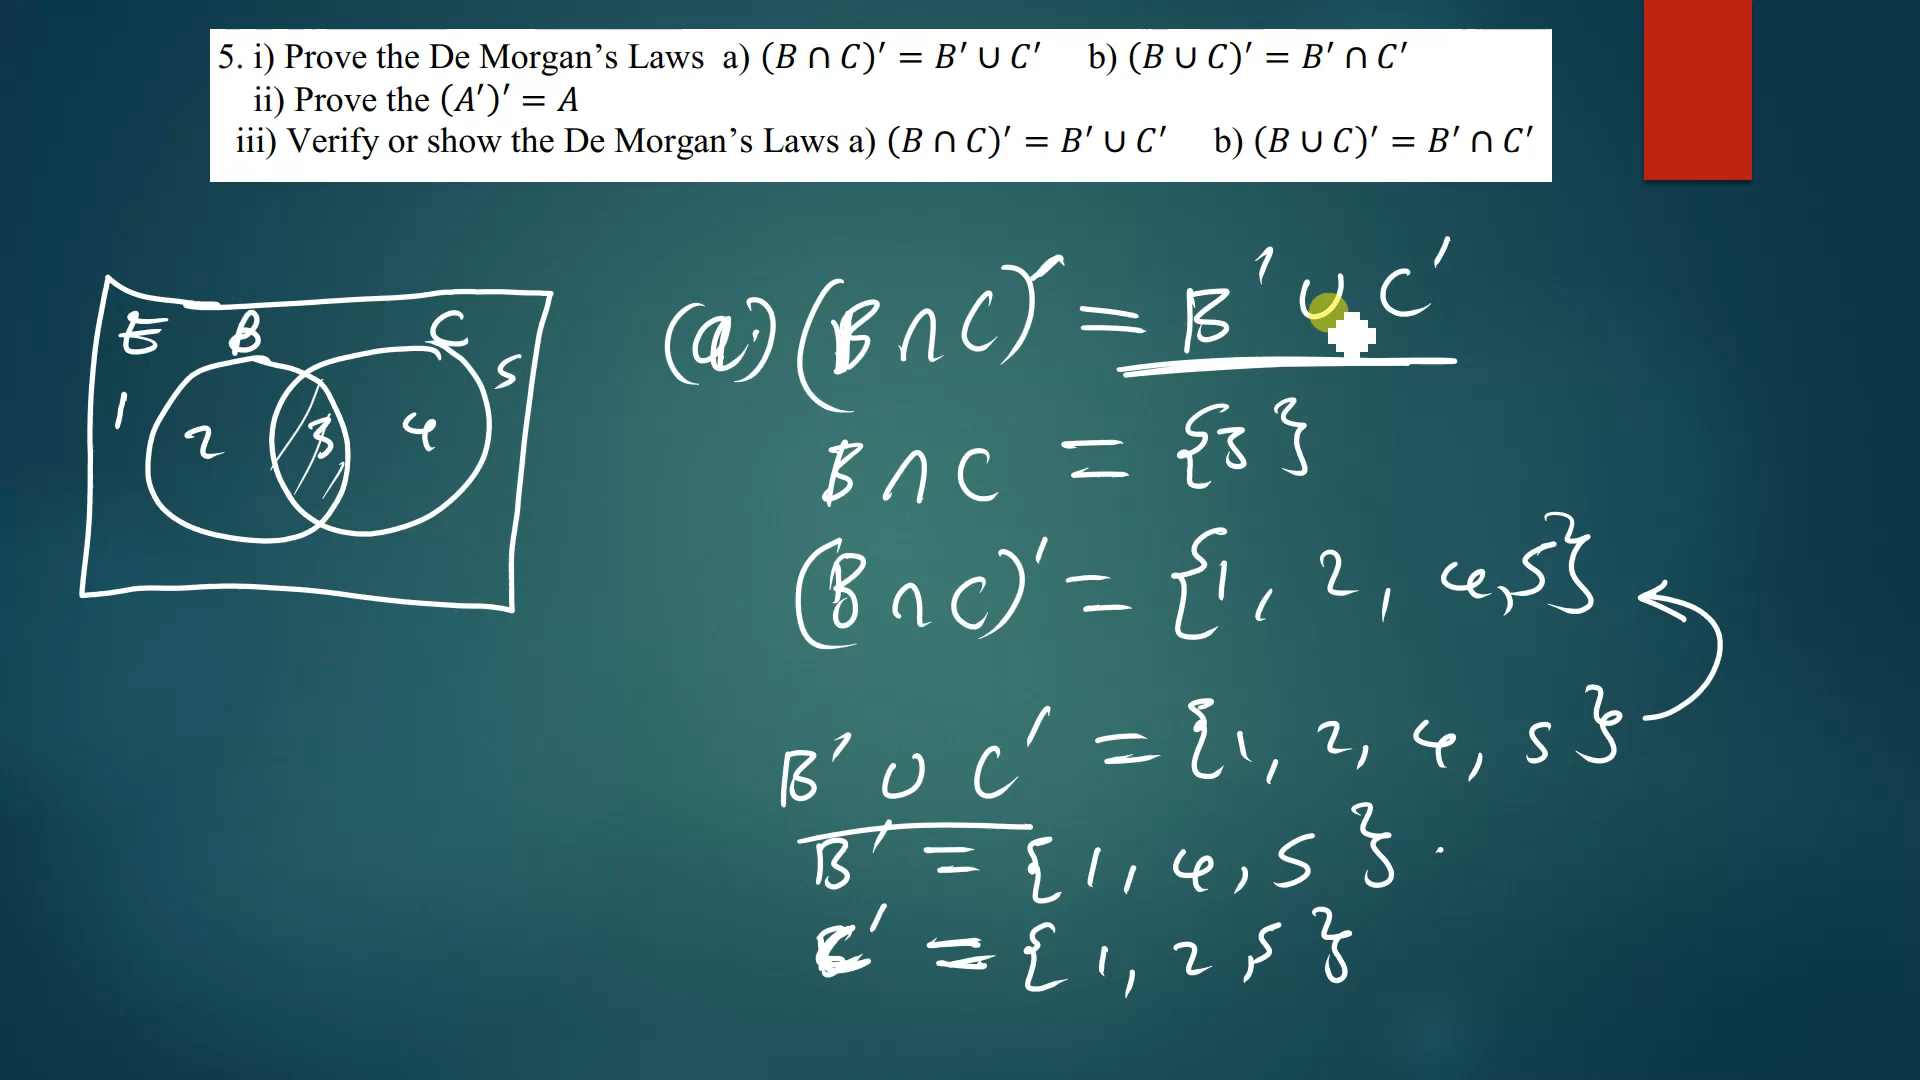 5. i) Prove the De Morgan’s Laws a) (B ∩ C)′ = B′ ∪ C′ b) (B ∪ C)′ = B′ ∩ C′
ii) Prove the (A′)′ = A
iii) Verify or show the De Morgan’s Laws a) (B ∩ C)′ = B′ ∪ C′ b) (B ∪ C)′ = B′ ∩ C′
E B C
1 2 3 4 5
(a) (B ∩ C)′ = B′ ∪ C′
B ∩ C = {3}
(B ∩ C)′ = {1, 2, 4, 5}
B′ ∪ C′ = {1, 2, 4, 5}
B′ = {1, 4, 5}.
C′ = {1, 2, 5}